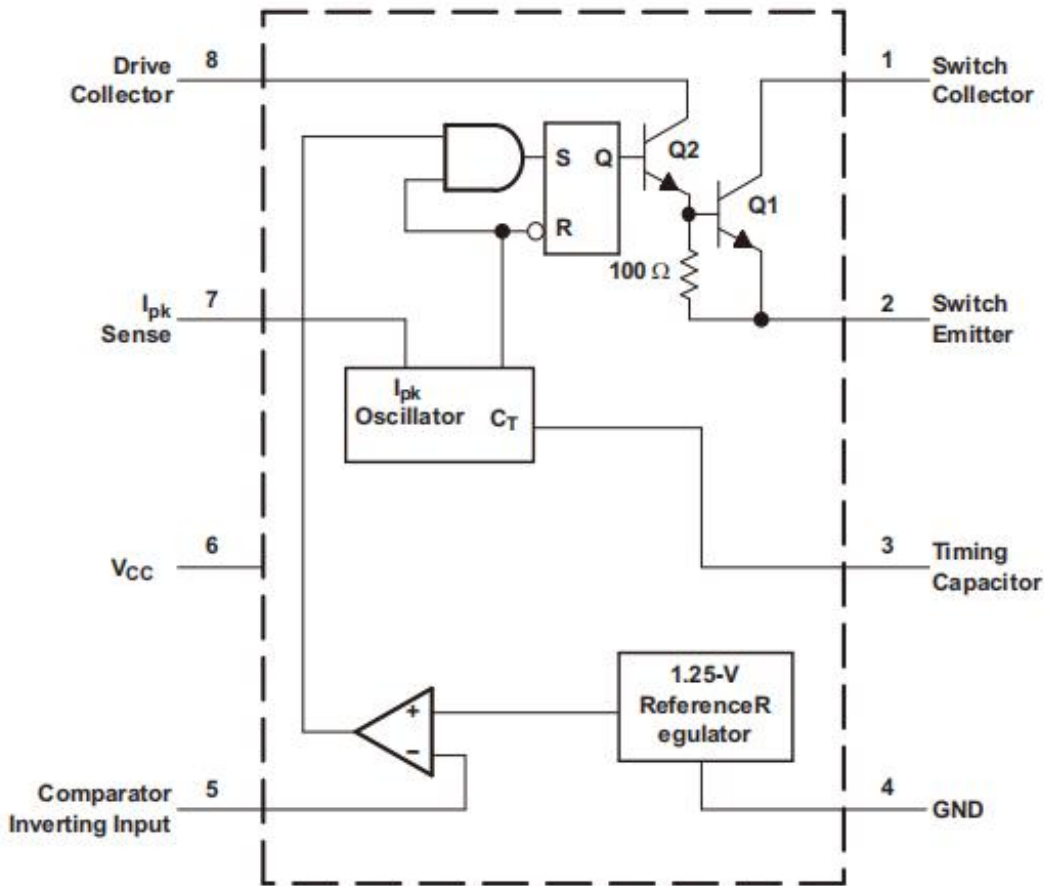 Drive
Collector
8
1
Switch
Collector
S
Q
Q2
R
Q1
100 Ω
Ipk
Sense
7
2
Switch
Emitter
Ipk
Oscillator
CT
VCC
6
3
Timing
Capacitor
1.25-V
ReferenceR
egulator
+
−
Comparator
Inverting Input
5
4
GND